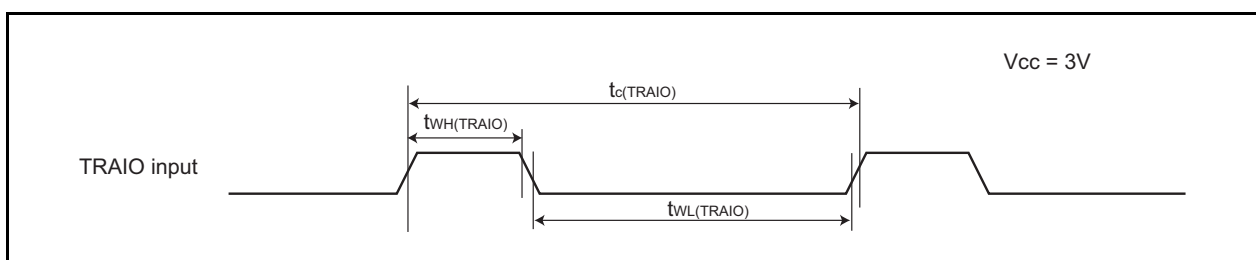 Vcc = 3V
tc(TRAIO)
tWH(TRAIO)
TRAIO input
tWL(TRAIO)